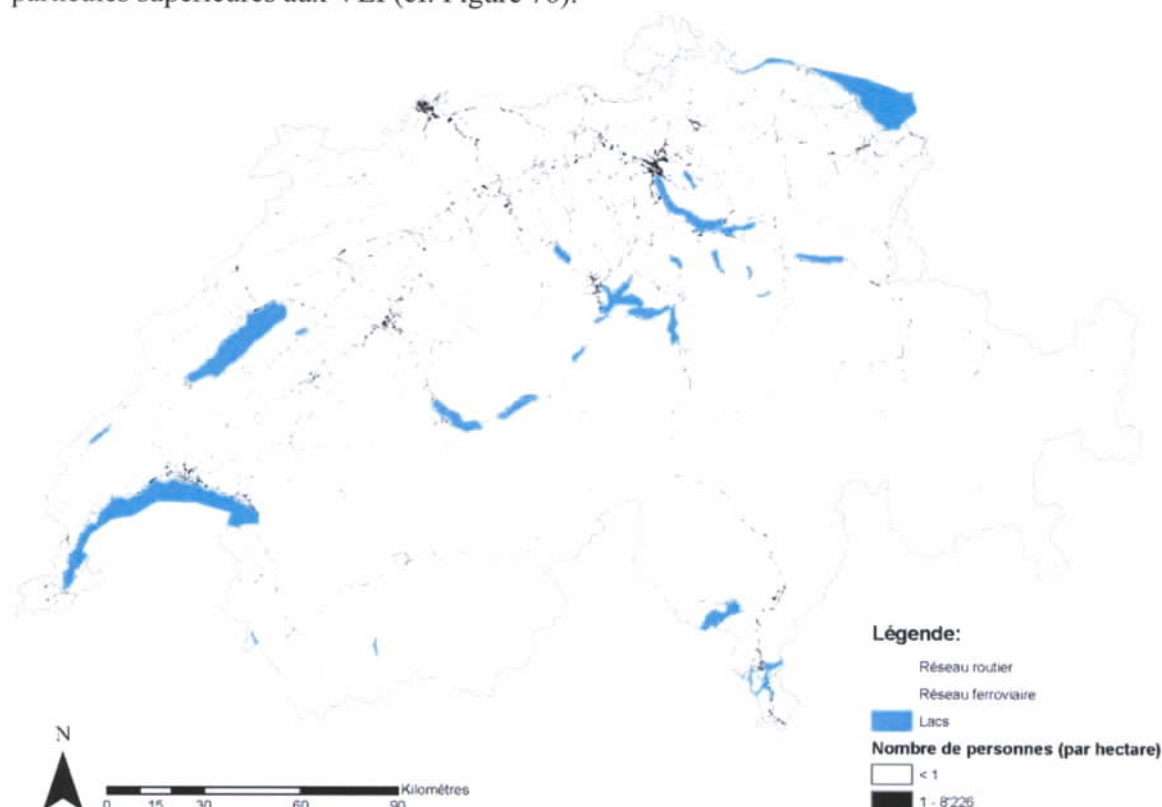 particules supérieures aux VLI (cf. Figure 76).
Légende:
Réseau routier
Réseau ferroviaire
Lacs
Nombre de personnes (par hectare)
< 1
1 - 8'226
N
Kilomètres
0 15 30 60 90